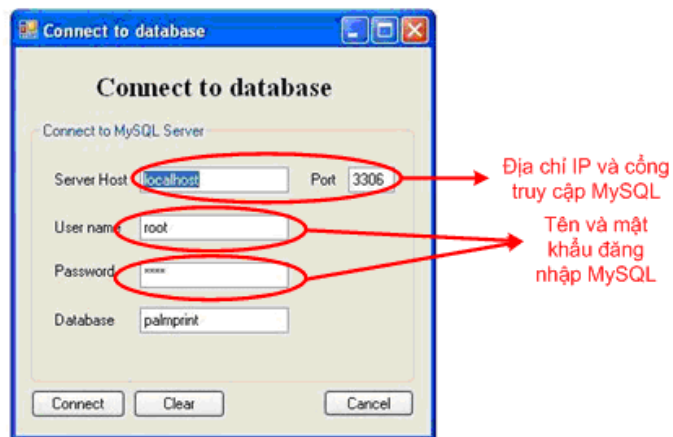 Connect to database
Connect to database
Connect to MySQL Server
Server Host localhost Port 3306
User name root
Password ****
Database palmprint
Connect Clear Cancel
Địa chỉ IP và cổng
truy cập MySQL
Tên và mật
khẩu đăng
nhập MySQL